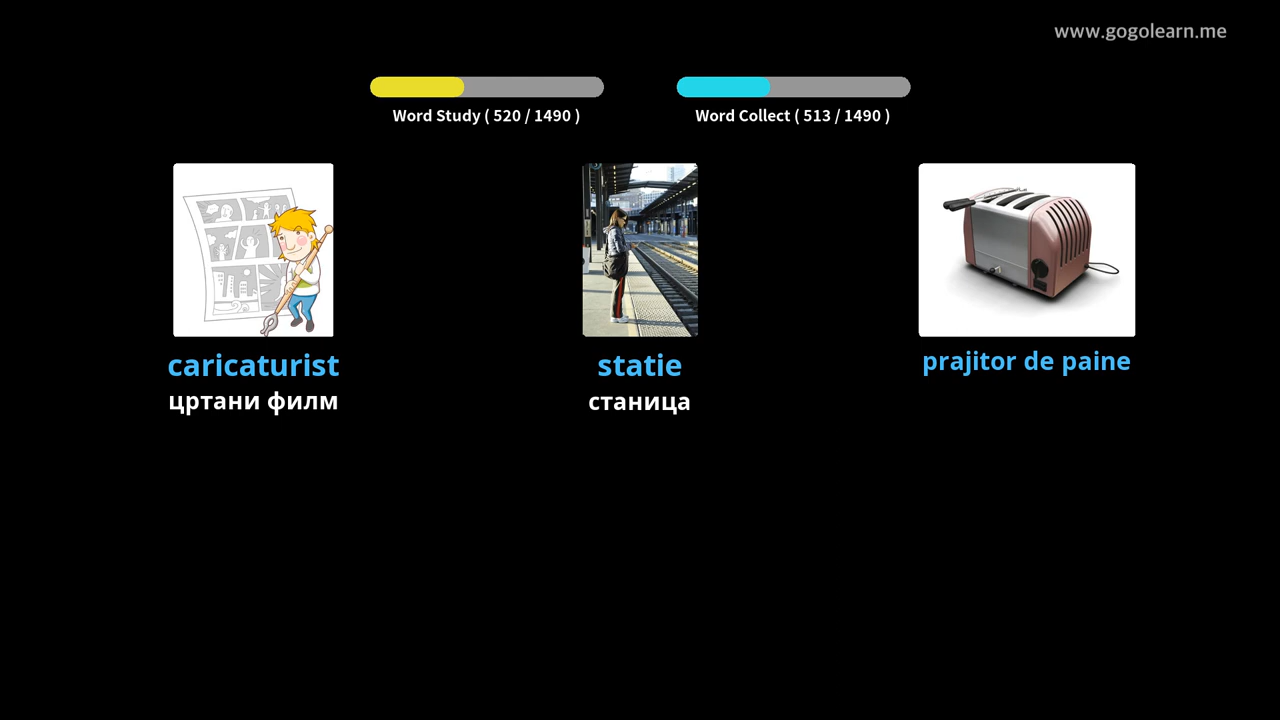 www.gogolearn.me
Word Study ( 520 / 1490 )
Word Collect ( 513 / 1490 )
caricaturist
цртани филм
statie
станица
prajitor de paine